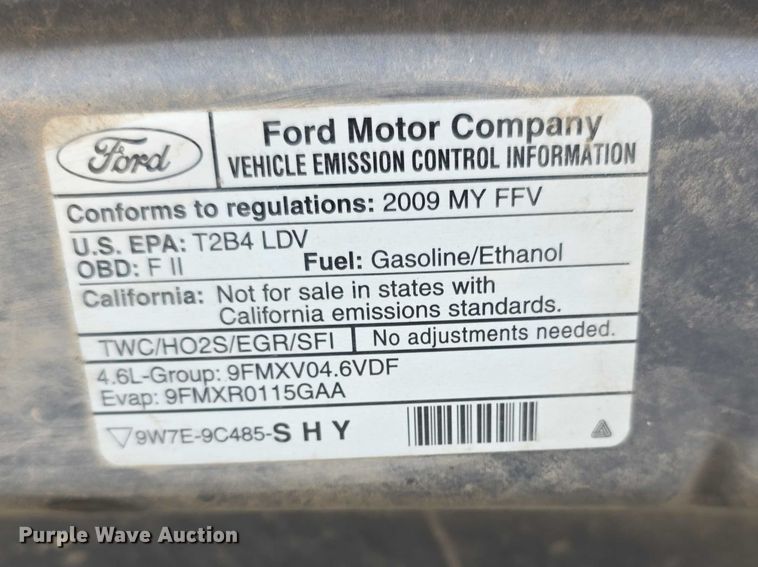 Ford
Ford Motor Company
VEHICLE EMISSION CONTROL INFORMATION
Conforms to regulations: 2009 MY FFV
U.S. EPA: T2B4 LDV
OBD: F II
Fuel: Gasoline/Ethanol
California: Not for sale in states with
California emissions standards.
TWC/HO2S/EGR/SFI
No adjustments needed.
4.6L-Group: 9FMXV04.6VDF
Evap: 9FMXR0115GAA
9W7E-9C485-S H Y
Purple Wave Auction